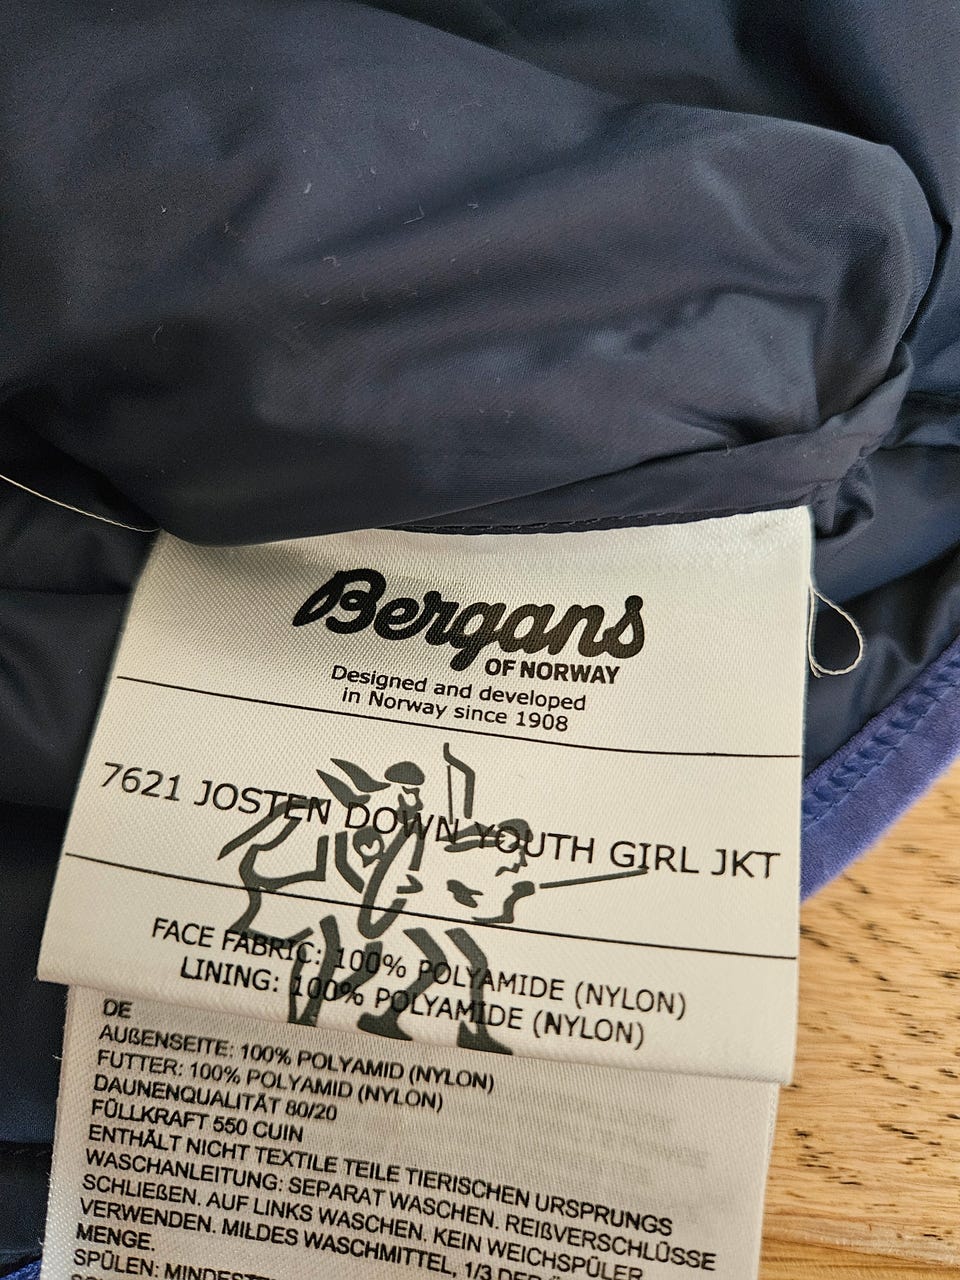 Bergans
OF NORWAY
Designed and developed
in Norway since 1908
7621 JOSTEN DOWN YOUTH GIRL JKT
FACE FABRIC: 100% POLYAMIDE (NYLON)
LINING: 100% POLYAMIDE (NYLON)
DE
AUßENSEITE: 100% POLYAMID (NYLON)
FUTTER: 100% POLYAMID (NYLON)
DAUNENQUALITÄT 80/20
FÜLLKRAFT 550 CUIN
ENTHÄLT NICHT TEXTILE TEILE TIERISCHEN URSPRUNGS
WASCHANLEITUNG: SEPARAT WASCHEN. REIßVERSCHLÜSSE
SCHLIEßEN. AUF LINKS WASCHEN. KEIN WEICHSPÜLER
VERWENDEN. MILDES WASCHMITTEL, 1/3 DER
MENGE.
SPÜLEN: